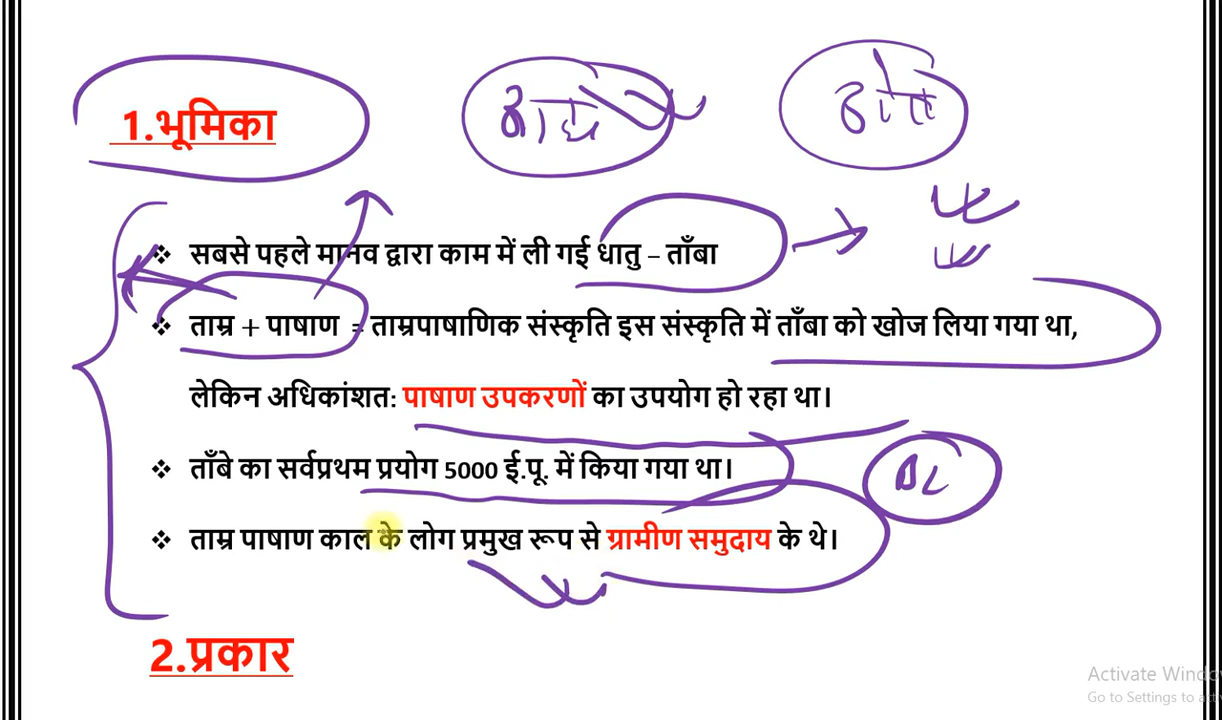 1.भूमिका
❖ सबसे पहले मानव द्वारा काम में ली गई धातु – ताँबा
❖ ताम्र + पाषाण = ताम्रपाषाणिक संस्कृति इस संस्कृति में ताँबा को खोज लिया गया था,
लेकिन अधिकांशत: पाषाण उपकरणों का उपयोग हो रहा था।
❖ ताँबे का सर्वप्रथम प्रयोग 5000 ई.पू. में किया गया था।
BC
❖ ताम्र पाषाण काल के लोग प्रमुख रूप से ग्रामीण समुदाय के थे।
2.प्रकार
Activate Windo
Go to Settings to a